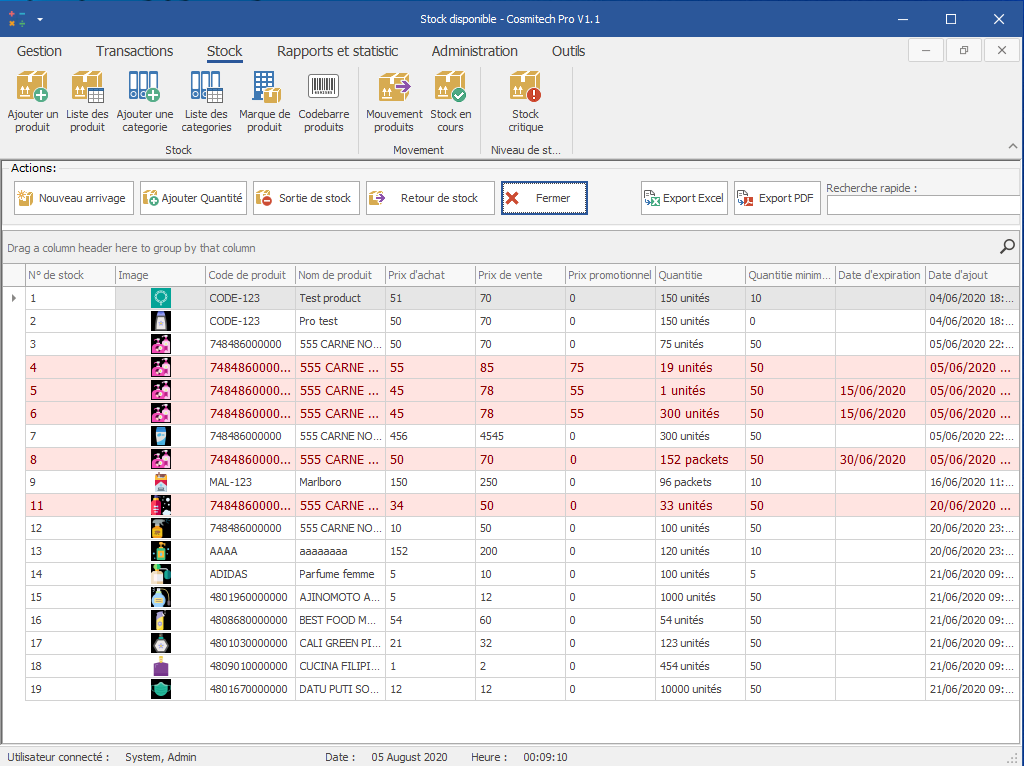 Stock disponible - Cosmitech Pro V1.1
Gestion Transactions Stock Rapports et statistic Administration Outils
Ajouter un produit
Liste des produit
Ajouter une categorie
Liste des categories
Marque de produit
Codebarre produits
Mouvement produits
Stock en cours
Stock critique
Stock Movement Niveau de st...
Actions:
Nouveau arrivage Ajouter Quantité Sortie de stock Retour de stock Fermer Export Excel Export PDF Recherche rapide :
Drag a column header here to group by that column
N° de stock Image Code de produit Nom de produit Prix d'achat Prix de vente Prix promotionnel Quantitie Quantitie minim... Date d'expiration Date d'ajout
1 CODE-123 Test product 51 70 0 150 unités 10 04/06/2020 18:...
2 CODE-123 Pro test 50 70 0 150 unités 0 04/06/2020 18:...
3 748486000000 555 CARNE NO... 50 70 0 75 unités 50 05/06/2020 22:...
4 7484860000... 555 CARNE ... 55 85 75 19 unités 50 05/06/2020 ...
5 7484860000... 555 CARNE ... 45 78 55 1 unités 50 15/06/2020 05/06/2020 ...
6 7484860000... 555 CARNE ... 45 78 55 300 unités 50 15/06/2020 05/06/2020 ...
7 748486000000 555 CARNE NO... 456 4545 0 300 unités 50 05/06/2020 22:...
8 7484860000... 555 CARNE ... 50 70 0 152 packets 50 30/06/2020 05/06/2020 ...
9 MAL-123 Marlboro 150 250 0 96 packets 10 16/06/2020 11:...
11 7484860000... 555 CARNE ... 34 50 0 33 unités 50 20/06/2020 ...
12 748486000000 555 CARNE NO... 10 50 0 100 unités 50 20/06/2020 23:...
13 AAAA aaaaaaaa 152 200 0 120 unités 10 20/06/2020 23:...
14 ADIDAS Parfume femme 5 10 0 100 unités 5 21/06/2020 09:...
15 4801960000000 AJINOMOTO A... 5 12 0 1000 unités 50 21/06/2020 09:...
16 4808680000000 BEST FOOD M... 54 60 0 54 unités 50 21/06/2020 09:...
17 4801030000000 CALI GREEN PI... 21 32 0 123 unités 50 21/06/2020 09:...
18 4809010000000 CUCINA FILIPI... 1 2 0 454 unités 50 21/06/2020 09:...
19 4801670000000 DATU PUTI SO... 12 12 0 10000 unités 50 21/06/2020 09:...
Utilisateur connecté : System, Admin Date : 05 August 2020 Heure : 00:09:10